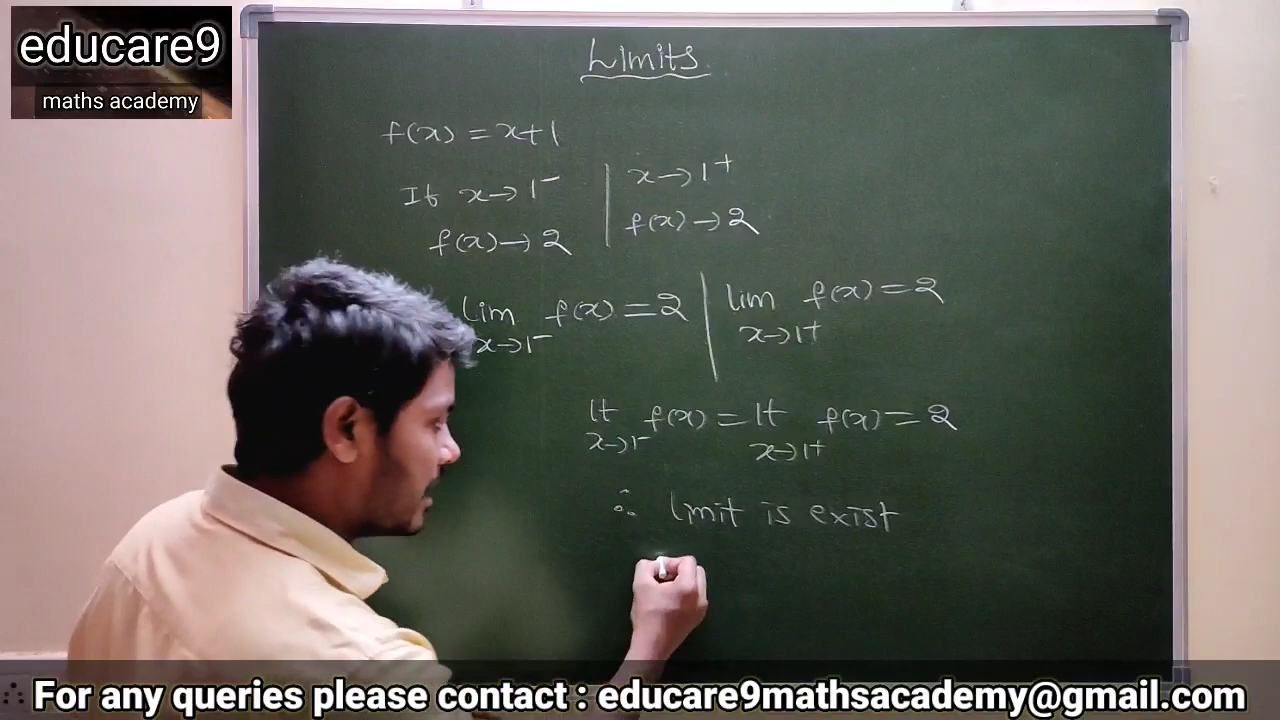 educare9
maths academy
Limits
f(x) = x+1
If x→1⁻ | x→1⁺
f(x)→2 | f(x)→2
lim f(x) = 2 | lim f(x) = 2
x→1⁻ x→1⁺
lt f(x) = lt f(x) = 2
x→1⁻ x→1⁺
∴ limit is exist
For any queries please contact : educare9mathsacademy@gmail.com